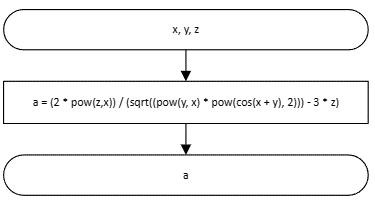 x, y, z
a = (2 * pow(z,x)) / (sqrt((pow(y, x) * pow(cos(x + y), 2))) - 3 * z)
a